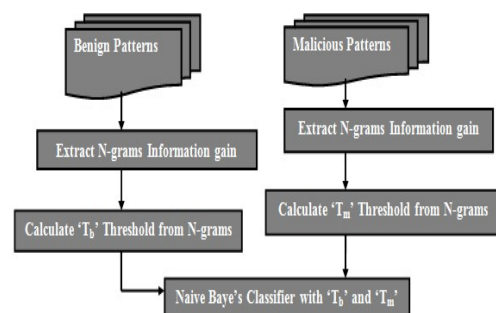 Benign Patterns
Malicious Patterns
Extract N-grams Information gain
Extract N-grams Information gain
Calculate ‘Tb’ Threshold from N-grams
Calculate ‘Tm’ Threshold from N-grams
Naive Baye’s Classifier with ‘Tb’ and ‘Tm’